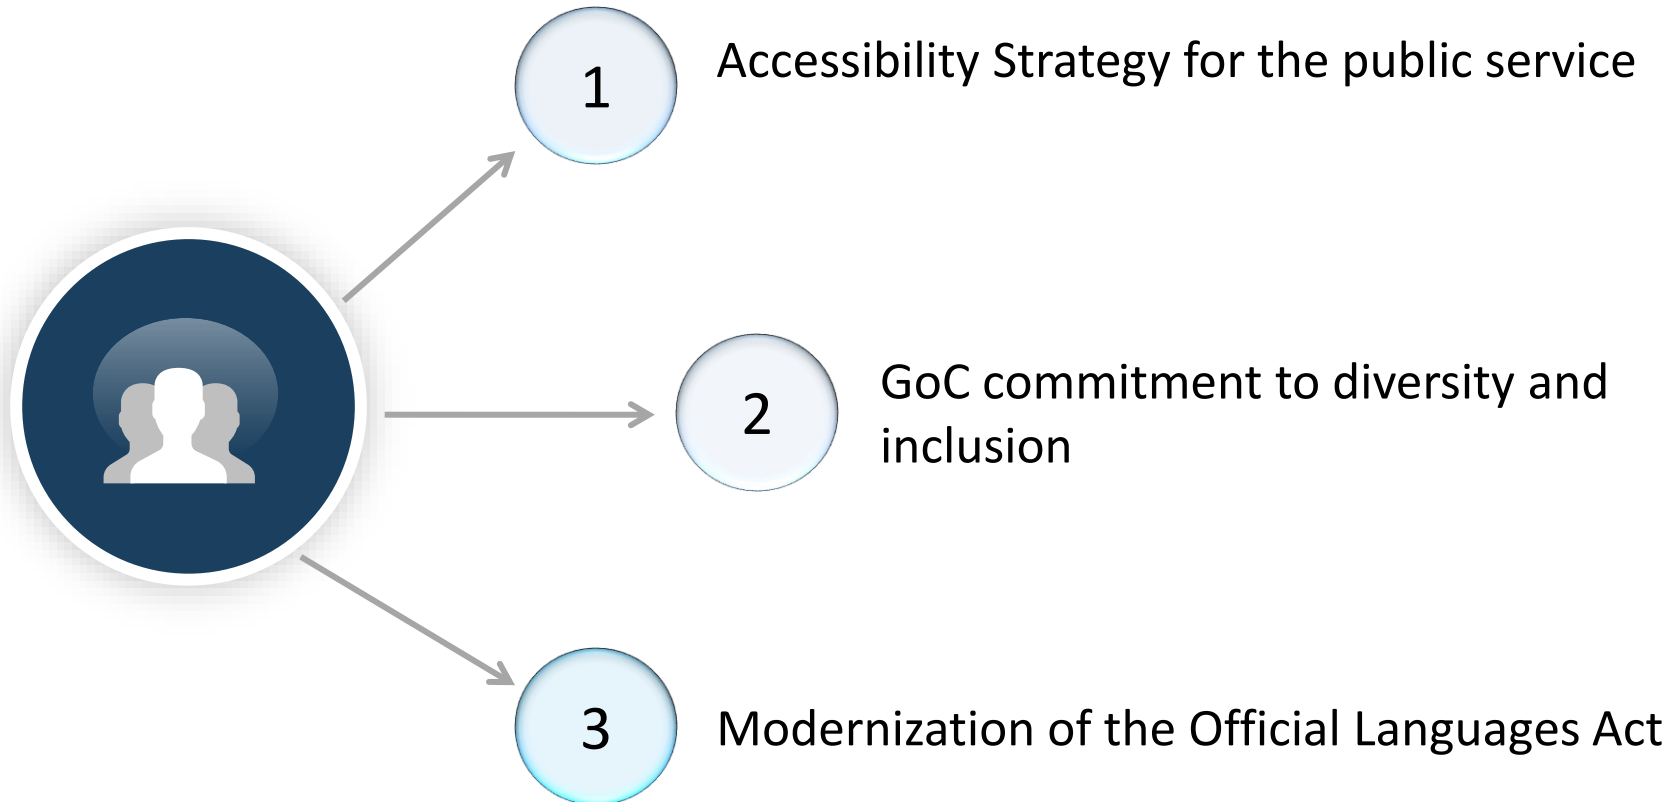 1
Accessibility Strategy for the public service
2
GoC commitment to diversity and
inclusion
3
Modernization of the Official Languages Act